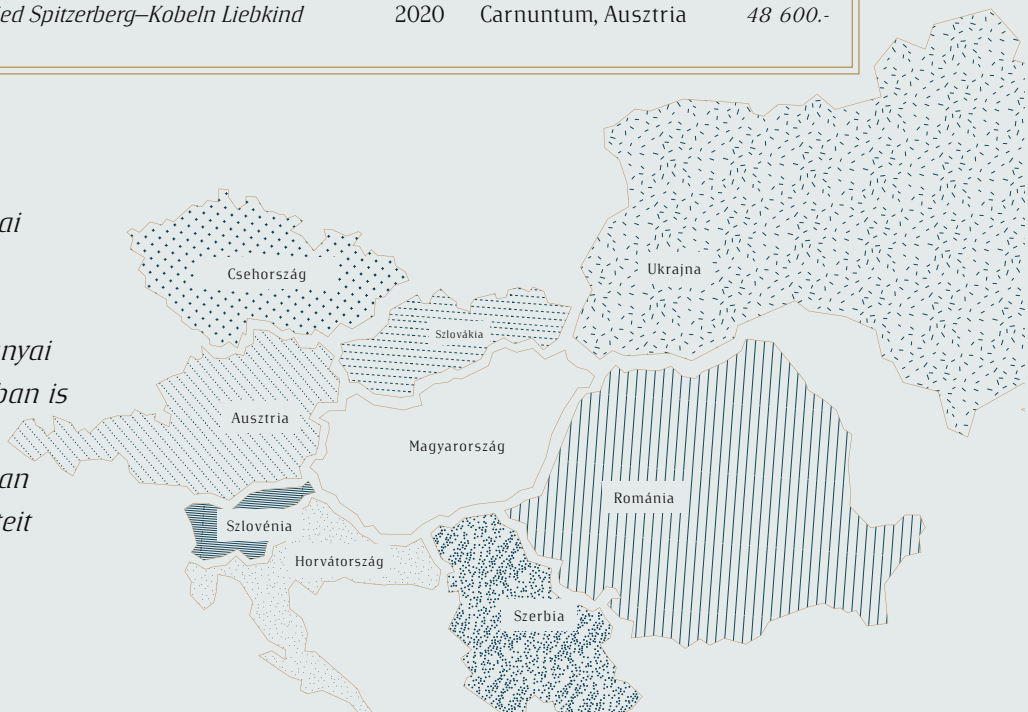 ied Spitzerberg–Kobeln Liebkind 2020 Carnuntum, Ausztria 48 600.-
ai
nyai
ban is
an
teit
Csehország
Ukrajna
Szlovákia
Ausztria
Magyarország
Románia
Szlovénia
Horvátország
Szerbia